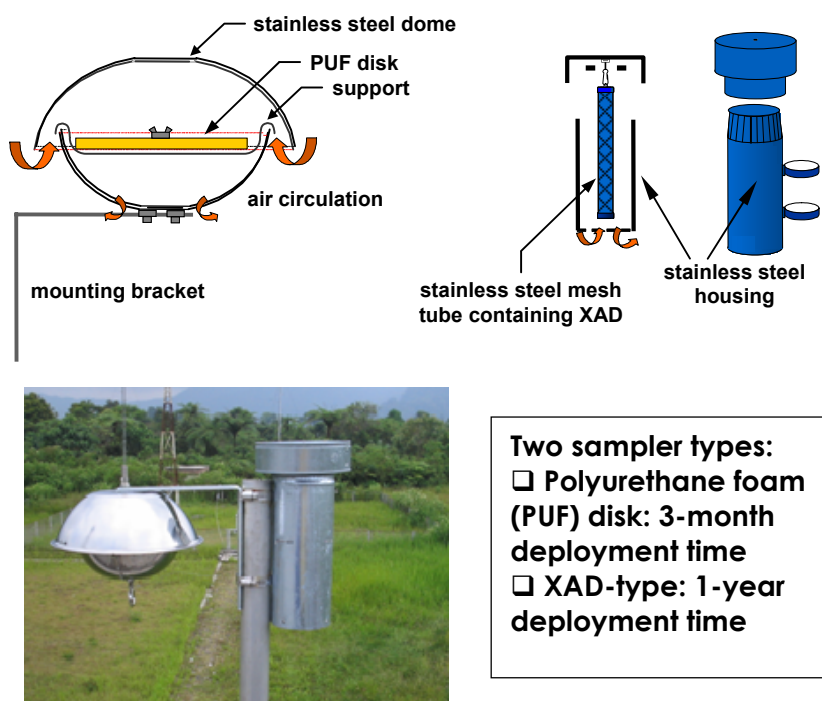 stainless steel dome
PUF disk
support
air circulation
mounting bracket
stainless steel mesh
tube containing XAD
stainless steel
housing
Two sampler types:
❑ Polyurethane foam
(PUF) disk: 3-month
deployment time
❑ XAD-type: 1-year
deployment time